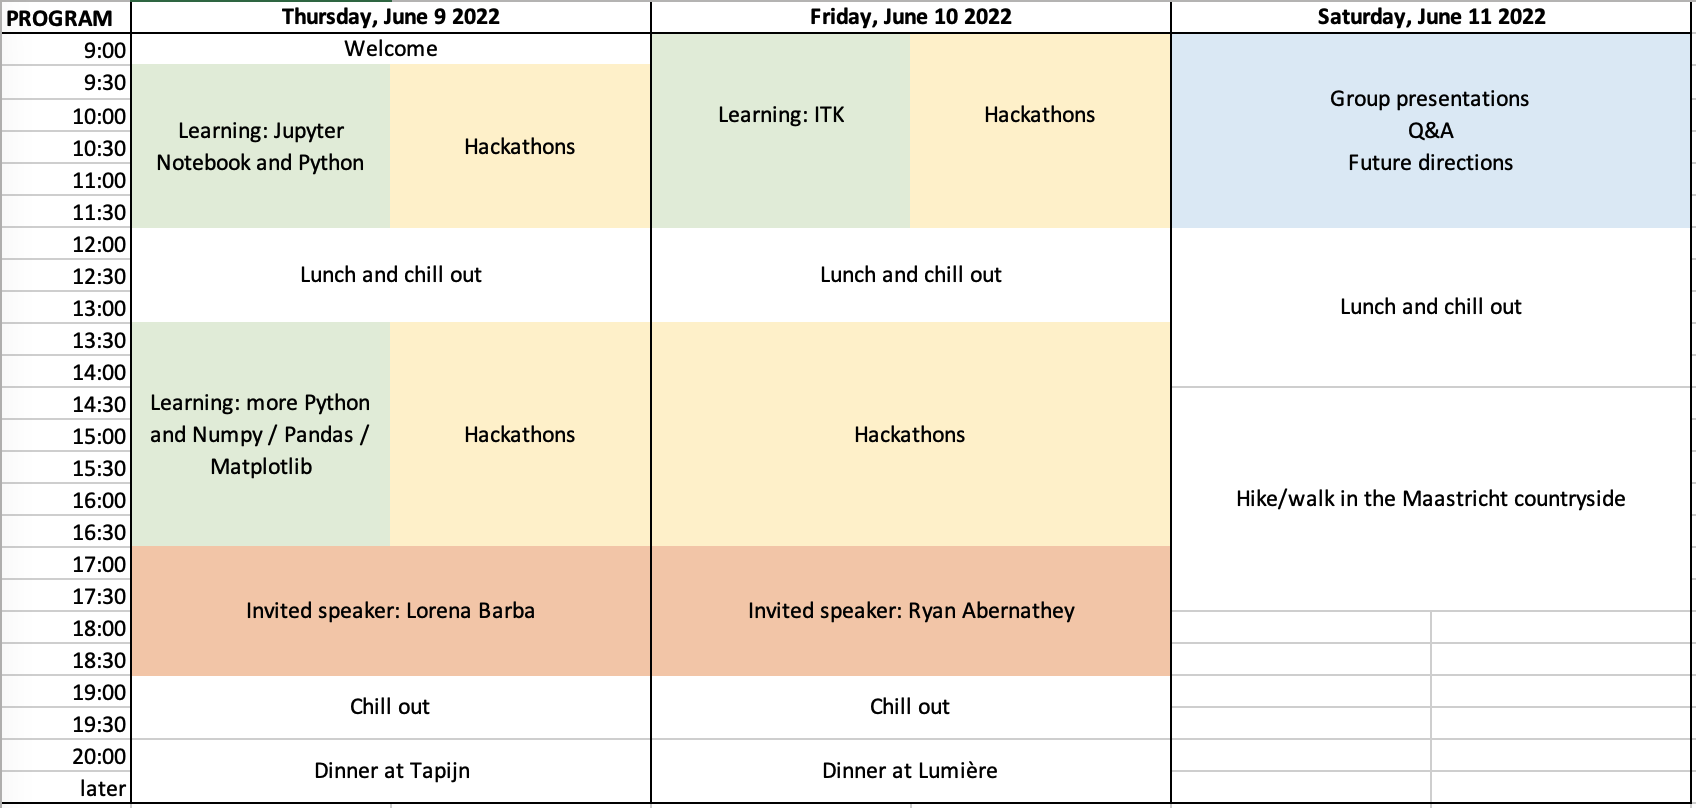 PROGRAM
Thursday, June 9 2022
Friday, June 10 2022
Saturday, June 11 2022
9:00
Welcome
9:30
10:00
10:30
11:00
11:30
Learning: Jupyter
Notebook and Python
Hackathons
Learning: ITK
Hackathons
Group presentations
Q&A
Future directions
12:00
12:30
13:00
Lunch and chill out
Lunch and chill out
Lunch and chill out
13:30
14:00
14:30
15:00
15:30
16:00
16:30
Learning: more Python
and Numpy / Pandas /
Matplotlib
Hackathons
Hackathons
Hike/walk in the Maastricht countryside
17:00
17:30
18:00
18:30
Invited speaker: Lorena Barba
Invited speaker: Ryan Abernathey
19:00
19:30
Chill out
Chill out
20:00
later
Dinner at Tapijn
Dinner at Lumière